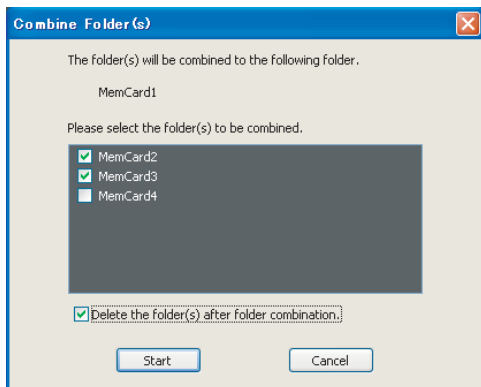 Combine Folder(s)
The folder(s) will be combined to the following folder.
MemCard1
Please select the folder(s) to be combined.
MemCard2
MemCard3
MemCard4
Delete the folder(s) after folder combination.
Start Cancel